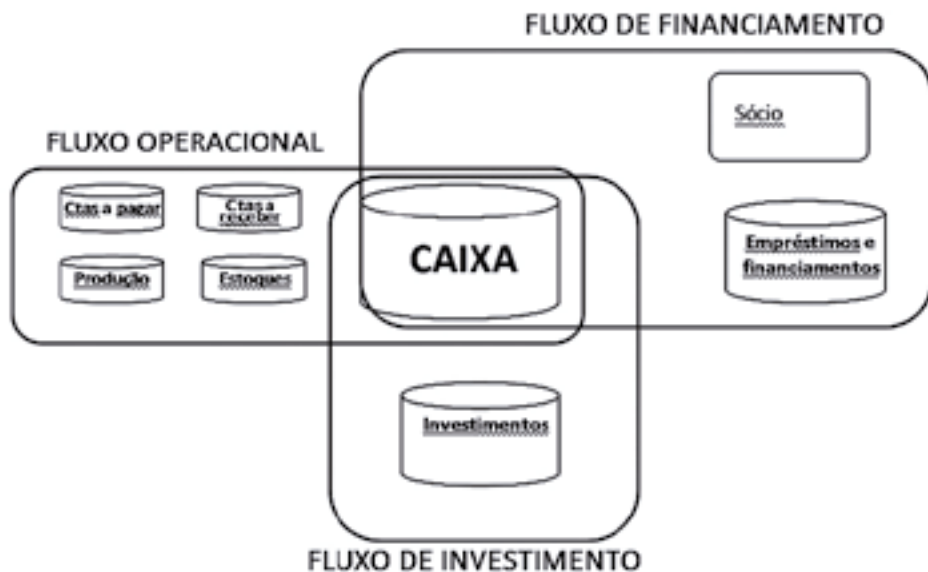 FLUXO DE FINANCIAMENTO
Sócio
FLUXO OPERACIONAL
Ctas a pagar
Ctas a
receber
CAIXA
Empréstimos e
financiamentos
Produção
Estoques
Investimentos
FLUXO DE INVESTIMENTO